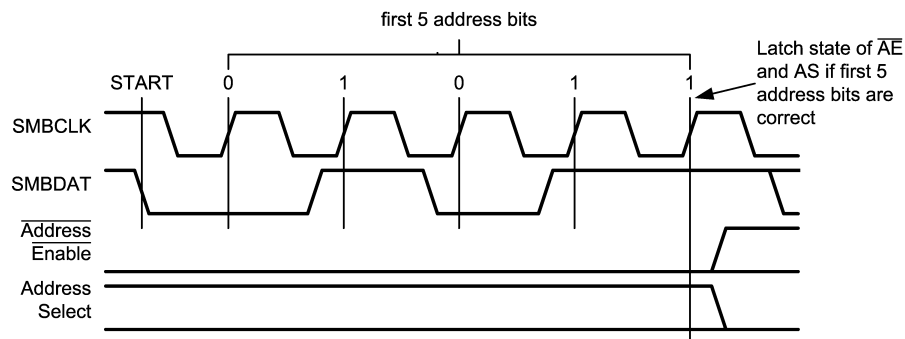 first 5 address bits
START 0 1 0 1 1
Latch state of AE
and AS if first 5
address bits are
correct
SMBCLK
SMBDAT
Address
Enable
Address
Select